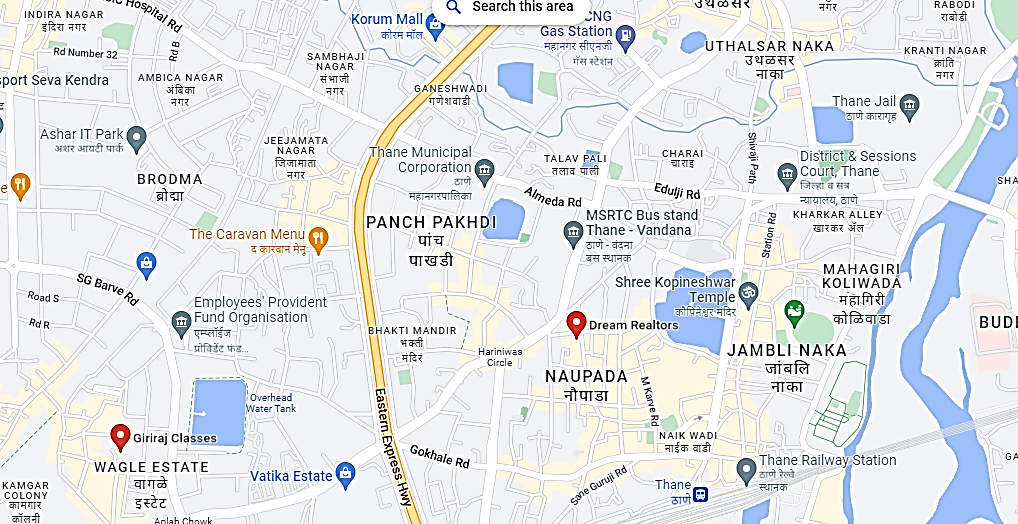 Search this area
sic Hospital Rd
INDIRA NAGAR
इंदिरा नगर
Korum Mall
कोरम मॉल
CNG
Gas Station
महानगर सीएनजी
गॅस स्टेशन
उथळसर
नगर
RABODI
राबोडी
Rd Number 32
Rd B
SAMBHAJI
NAGAR
संभाजी
नगर
UTHALSAR NAKA
उथळसर
नाका
KRANTI NAGAR
क्रांति
नगर
sport Seva Kendra
AMBICA NAGAR
अंबिका
नगर
GANESHWADI
गणेशवाडी
Thane Jail
ठाणे कारागृह
Ashar IT Park
अशर आयटी पार्क
JEEJAMATA
NAGAR
जिजामाता
नगर
Thane Municipal
Corporation
ठाणे
महानगरपालिका
TALAV PALI
तलाव पाली
CHARAI
चाराइ
Shivaji Path
District & Sessions
Court, Thane
जिल्हा व सत्र
न्यायालय, ठाणे
BRODMA
ब्रोद्मा
Almeda Rd
Edulji Rd
PANCH PAKHDI
पांच
पाखडी
MSRTC Bus stand
Thane - Vandana
ठाणे - वंदना
बस स्थानक
KHARKAR ALLEY
खारकर ॲल
Station Rd
The Caravan Menu
द कारवान मेनू
SG Barve Rd
Road S
Rd R
Employees' Provident
Fund Organisation
एम्प्लॉईज
प्रोविडेंट फंड...
Shree Kopineshwar
Temple
कोपिनेश्वर मंदिर
MAHAGIRI
KOLIWADA
महागिरी
कोळिवाडा
BHAKTI MANDIR
भक्ती
मंदिर
Dream Realtors
Hariniwas
Circle
JAMBLI NAKA
जांबलि
नाका
NAUPADA
नौपाडा
M Karve Rd
Eastern Express Hwy
Overhead
Water Tank
Giriraj Classes
WAGLE ESTATE
वागळे
इस्टेट
Vatika Estate
Gokhale Rd
NAIK WADI
नाईक वाडी
Sane Guruji Rd
Thane Railway Station
ठाणे रेल्वे
स्थानक
Thane
ठाणे
KAMGAR
COLONY
कामगार
कॉलनी
Aplah Chowk
SHA
BUDH